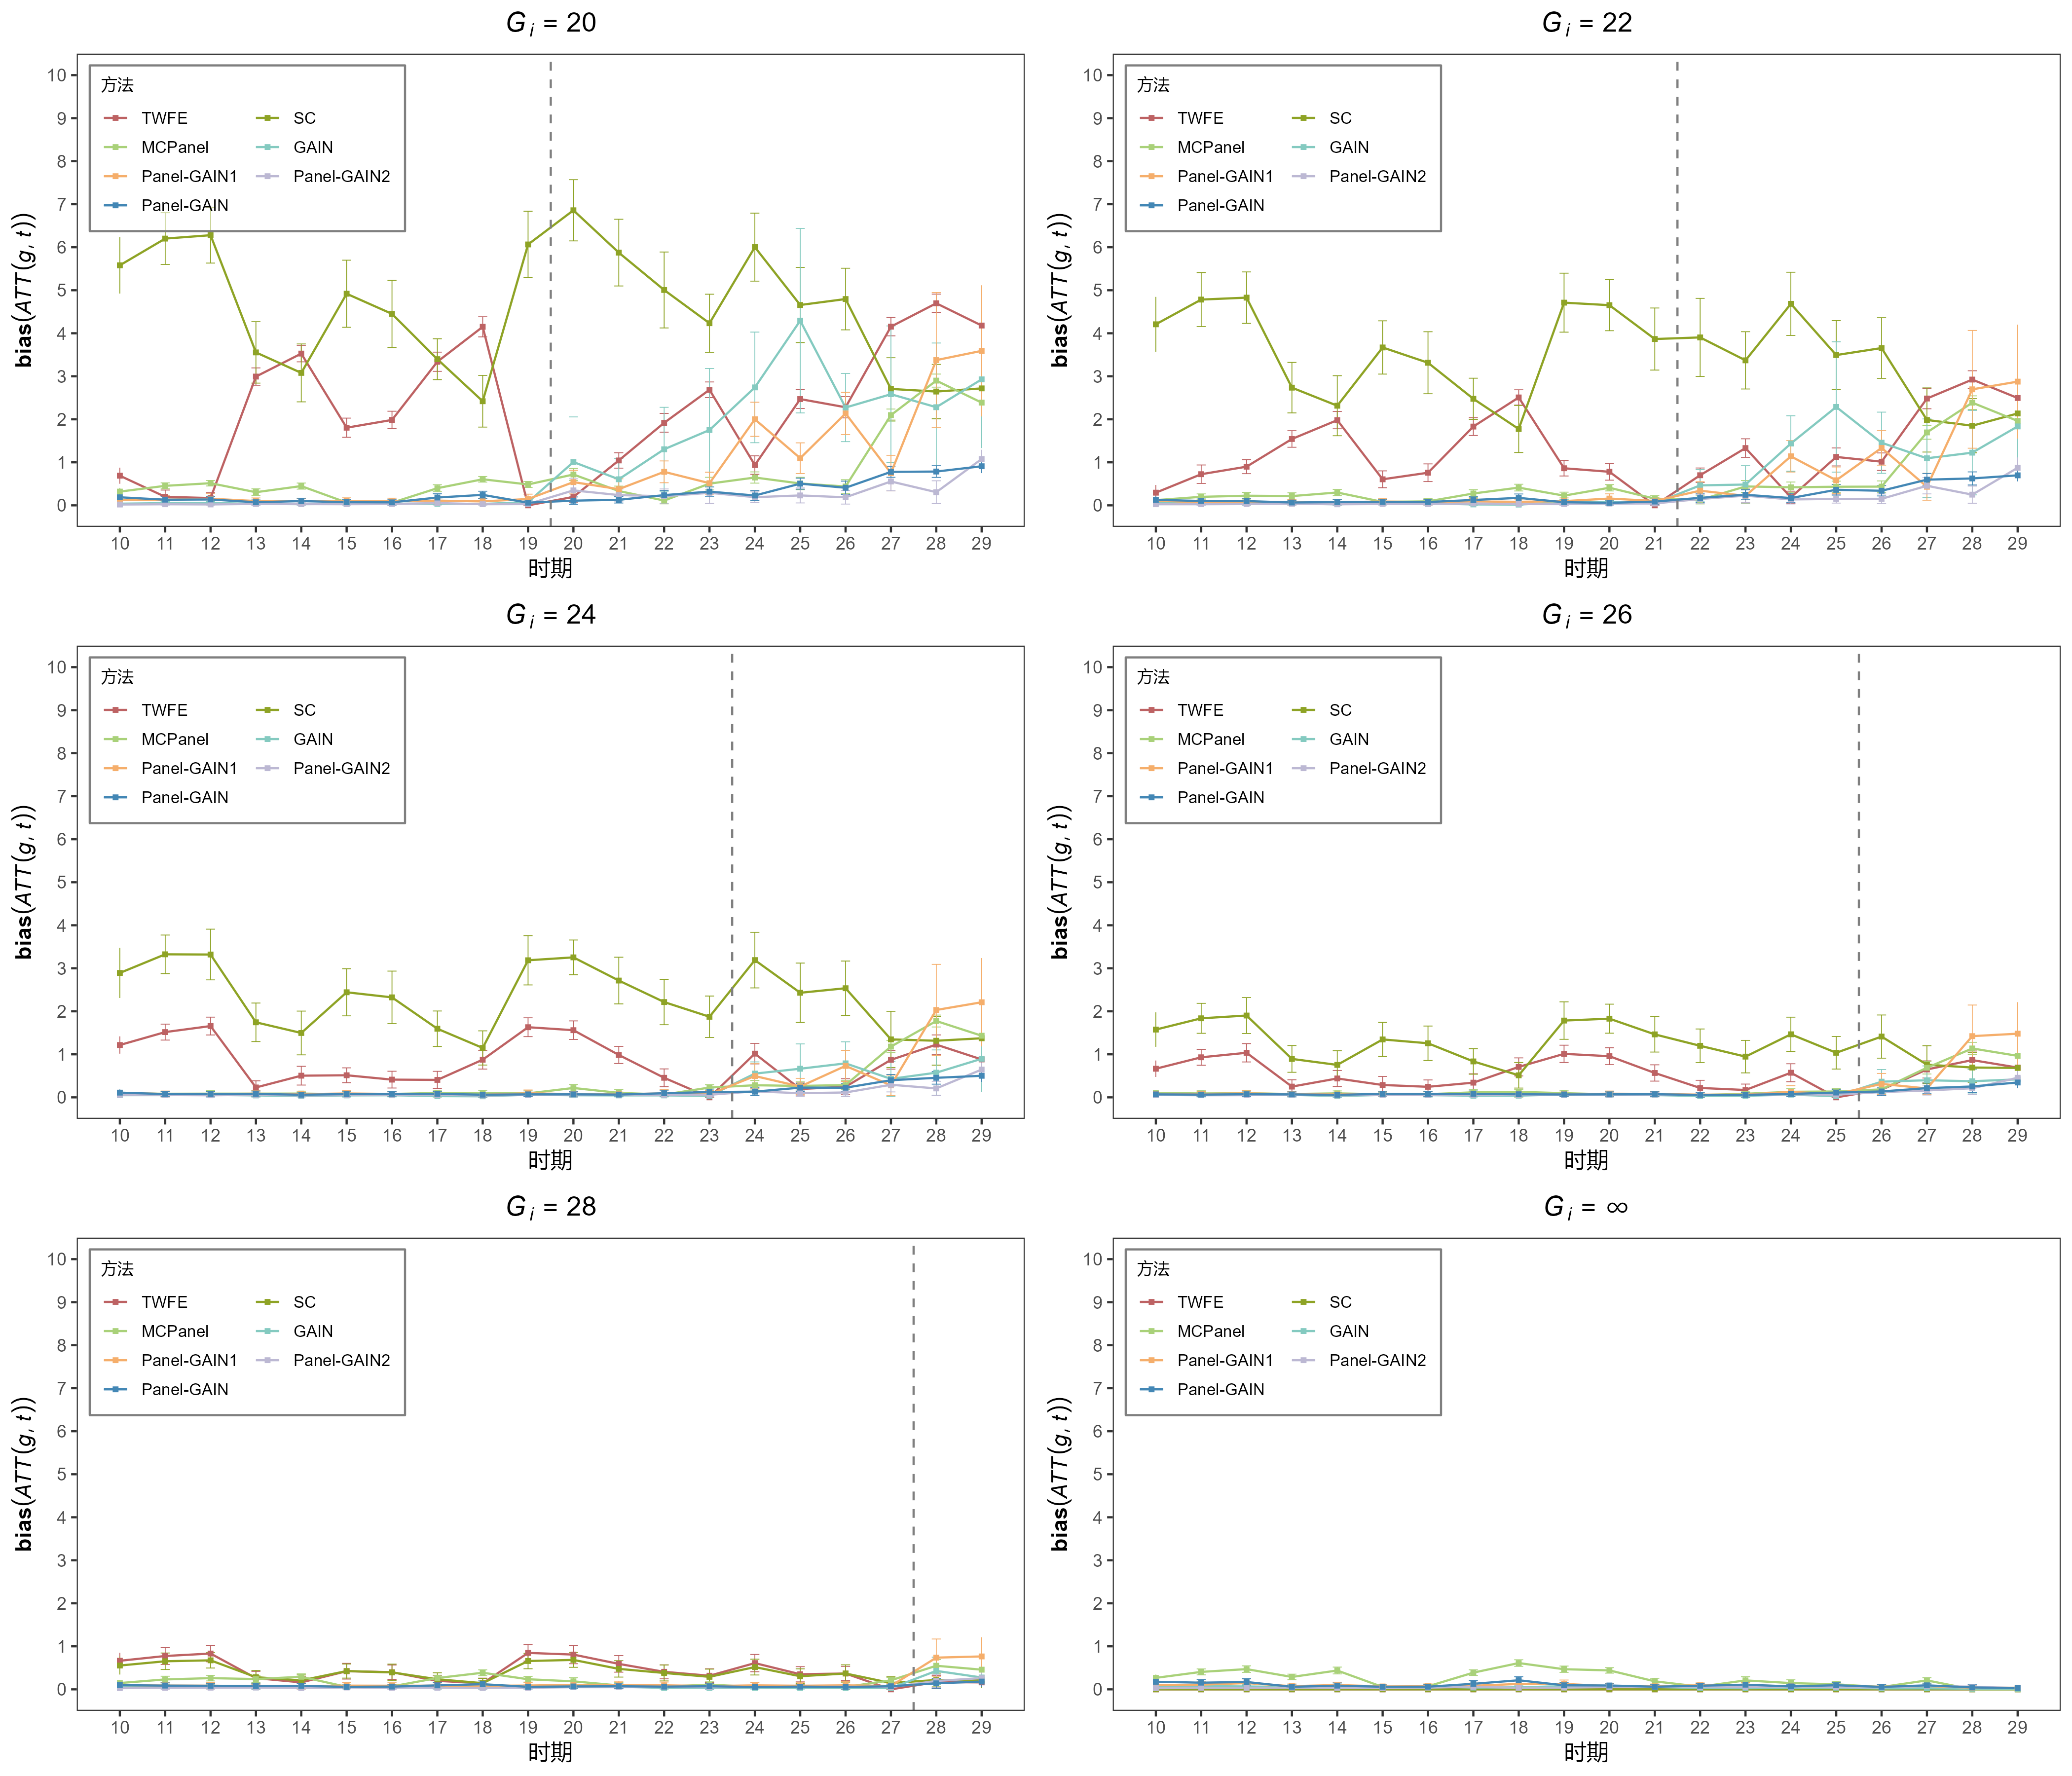 G i = 20
bias(ATT(g, t))
10
9
8
7
6
5
4
3
2
1
0
方法
TWFE SC
MCPanel GAIN
Panel-GAIN1 Panel-GAIN2
Panel-GAIN
10 11 12 13 14 15 16 17 18 19 20 21 22 23 24 25 26 27 28 29
时期
G i = 22
bias(ATT(g, t))
10
9
8
7
6
5
4
3
2
1
0
方法
TWFE SC
MCPanel GAIN
Panel-GAIN1 Panel-GAIN2
Panel-GAIN
10 11 12 13 14 15 16 17 18 19 20 21 22 23 24 25 26 27 28 29
时期
G i = 24
bias(ATT(g, t))
10
9
8
7
6
5
4
3
2
1
0
方法
TWFE SC
MCPanel GAIN
Panel-GAIN1 Panel-GAIN2
Panel-GAIN
10 11 12 13 14 15 16 17 18 19 20 21 22 23 24 25 26 27 28 29
时期
G i = 26
bias(ATT(g, t))
10
9
8
7
6
5
4
3
2
1
0
方法
TWFE SC
MCPanel GAIN
Panel-GAIN1 Panel-GAIN2
Panel-GAIN
10 11 12 13 14 15 16 17 18 19 20 21 22 23 24 25 26 27 28 29
时期
G i = 28
bias(ATT(g, t))
10
9
8
7
6
5
4
3
2
1
0
方法
TWFE SC
MCPanel GAIN
Panel-GAIN1 Panel-GAIN2
Panel-GAIN
10 11 12 13 14 15 16 17 18 19 20 21 22 23 24 25 26 27 28 29
时期
G i = ∞
bias(ATT(g, t))
10
9
8
7
6
5
4
3
2
1
0
方法
TWFE SC
MCPanel GAIN
Panel-GAIN1 Panel-GAIN2
Panel-GAIN
10 11 12 13 14 15 16 17 18 19 20 21 22 23 24 25 26 27 28 29
时期